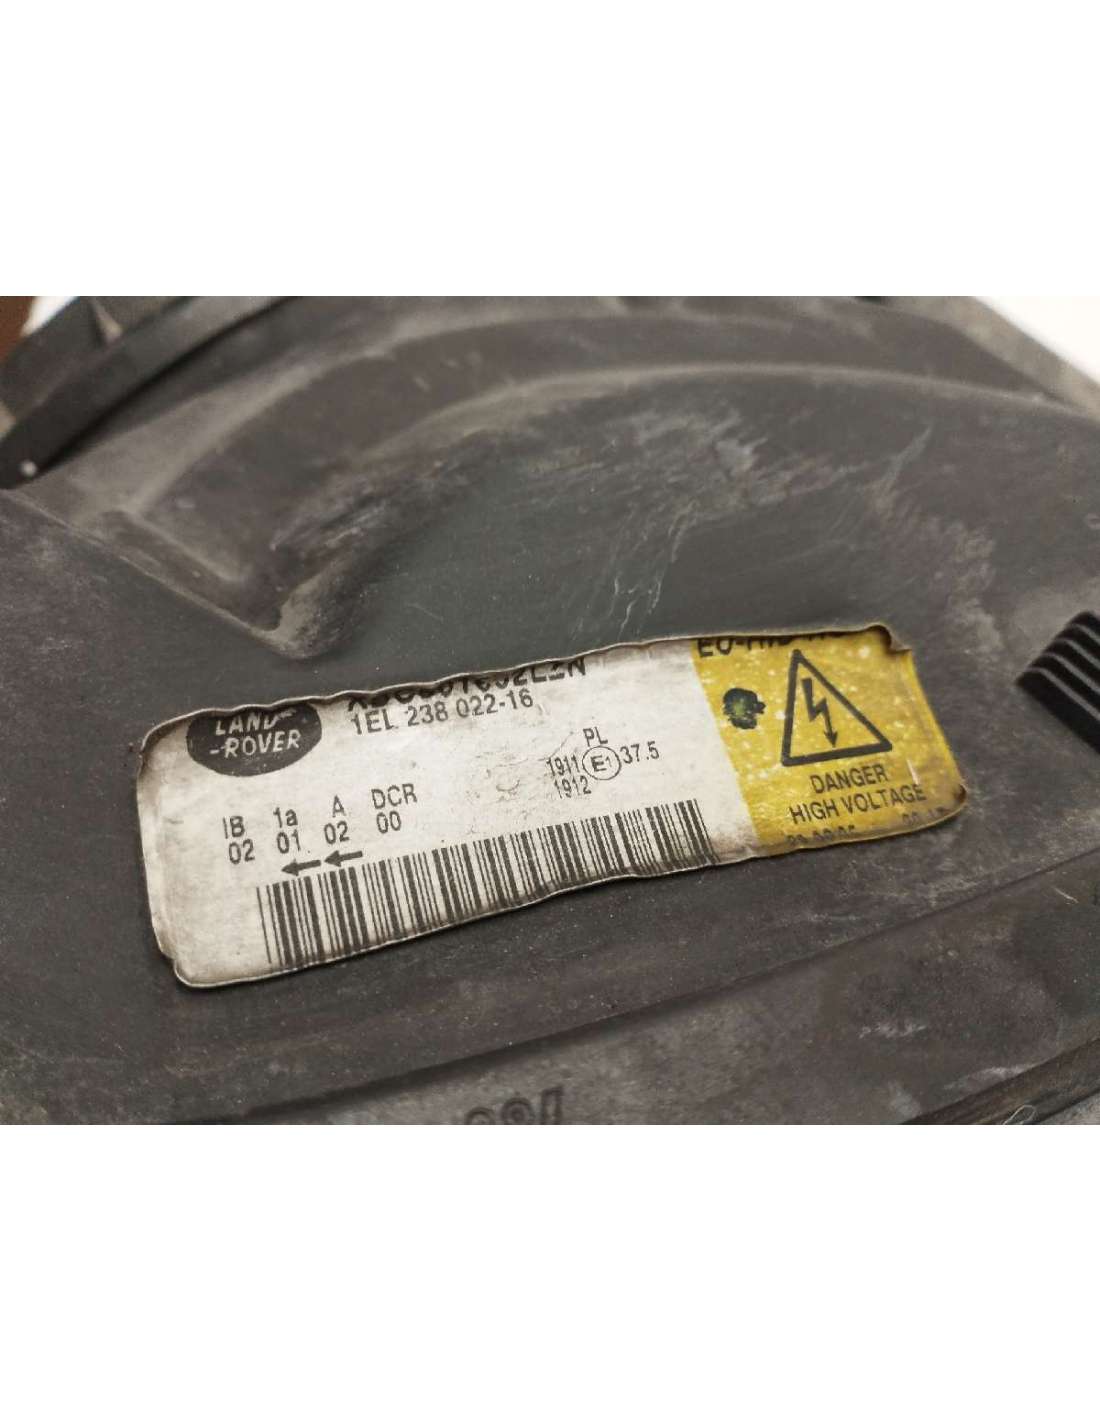 LAND-
-ROVER
1EL 238 022-16
PL
1911 E1 37.5
1912
IB 1a A DCR
02 01 02 00
DANGER
HIGH VOLTAGE